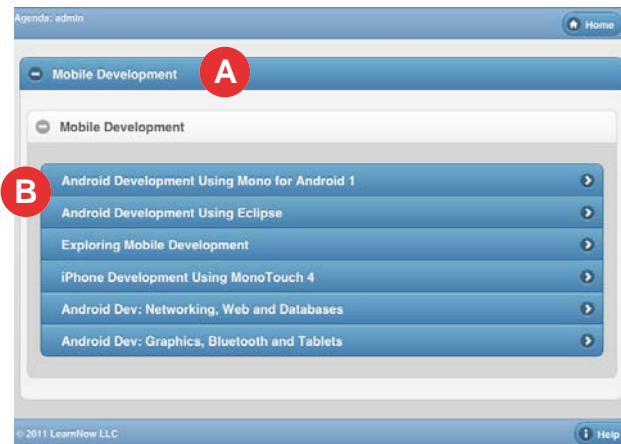 Agenda: admin
Home
Mobile Development
A
Mobile Development
B
Android Development Using Mono for Android 1
Android Development Using Eclipse
Exploring Mobile Development
iPhone Development Using MonoTouch 4
Android Dev: Networking, Web and Databases
Android Dev: Graphics, Bluetooth and Tablets
© 2011 LearnNow LLC
Help